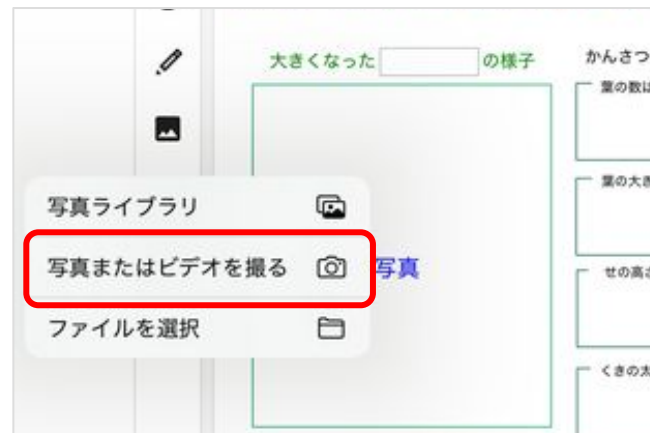 大きくなった の様子
かんさつ
葉の数は
写真ライブラリ
葉の大き
写真またはビデオを撮る
写真
せの高さ
ファイルを選択
くきの太